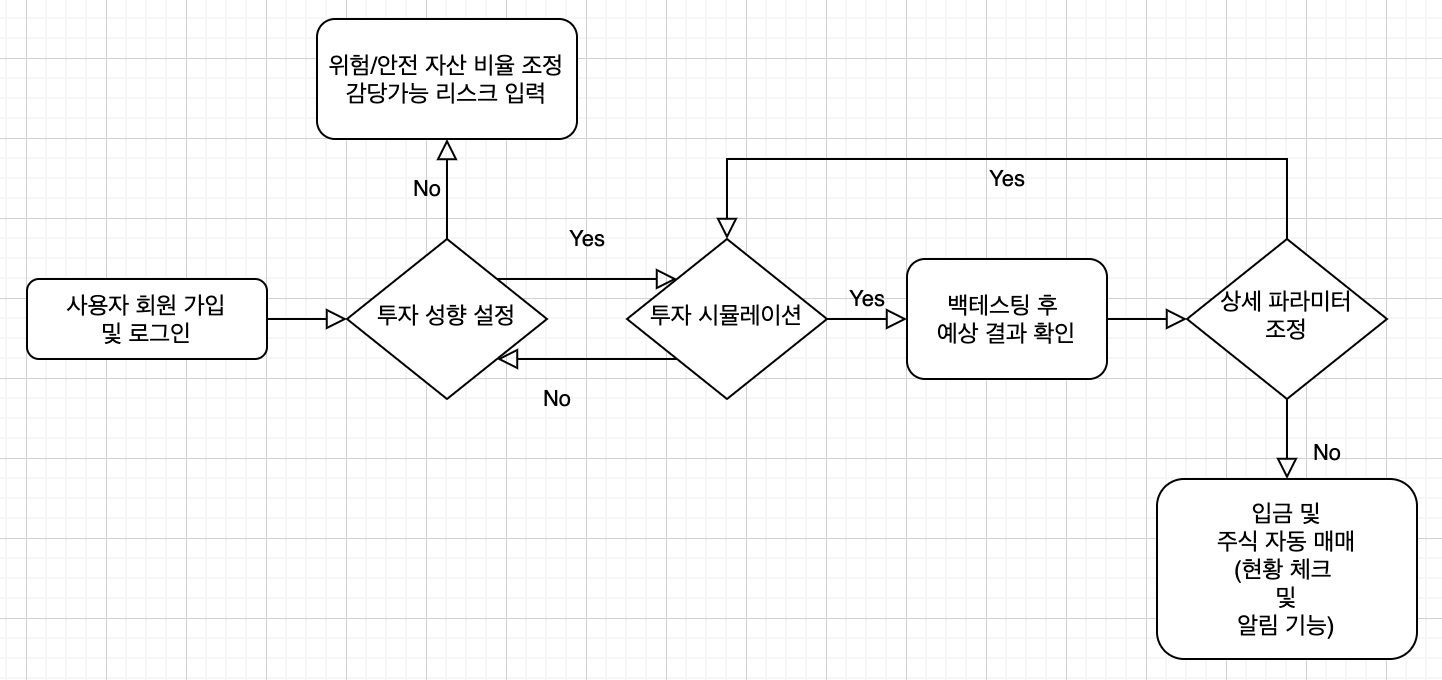 위험/안전 자산 비율 조정
감당가능 리스크 입력
No
Yes
Yes
사용자 회원 가입
및 로그인
투자 성향 설정
투자 시뮬레이션
Yes
백테스팅 후
예상 결과 확인
상세 파라미터
조정
No
No
입금 및
주식 자동 매매
(현황 체크
및
알림 기능)